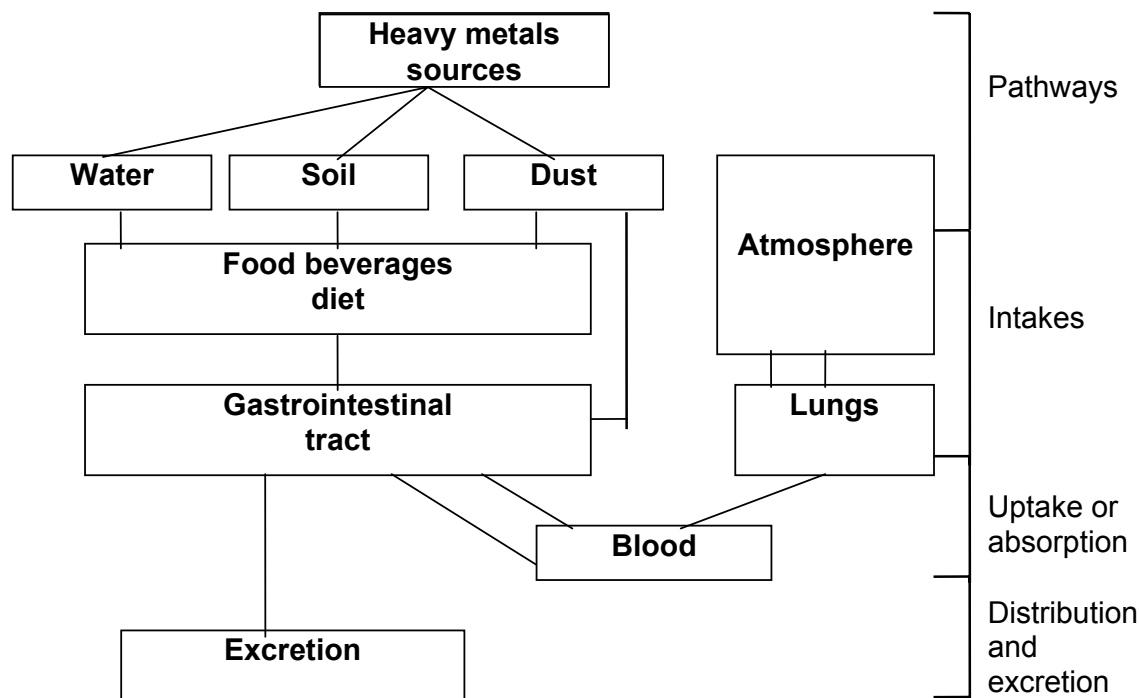 Heavy metals
sources
Pathways
Water
Soil
Dust
Atmosphere
Food beverages
diet
Intakes
Gastrointestinal
tract
Lungs
Uptake or
absorption
Blood
Distribution
and
excretion
Excretion